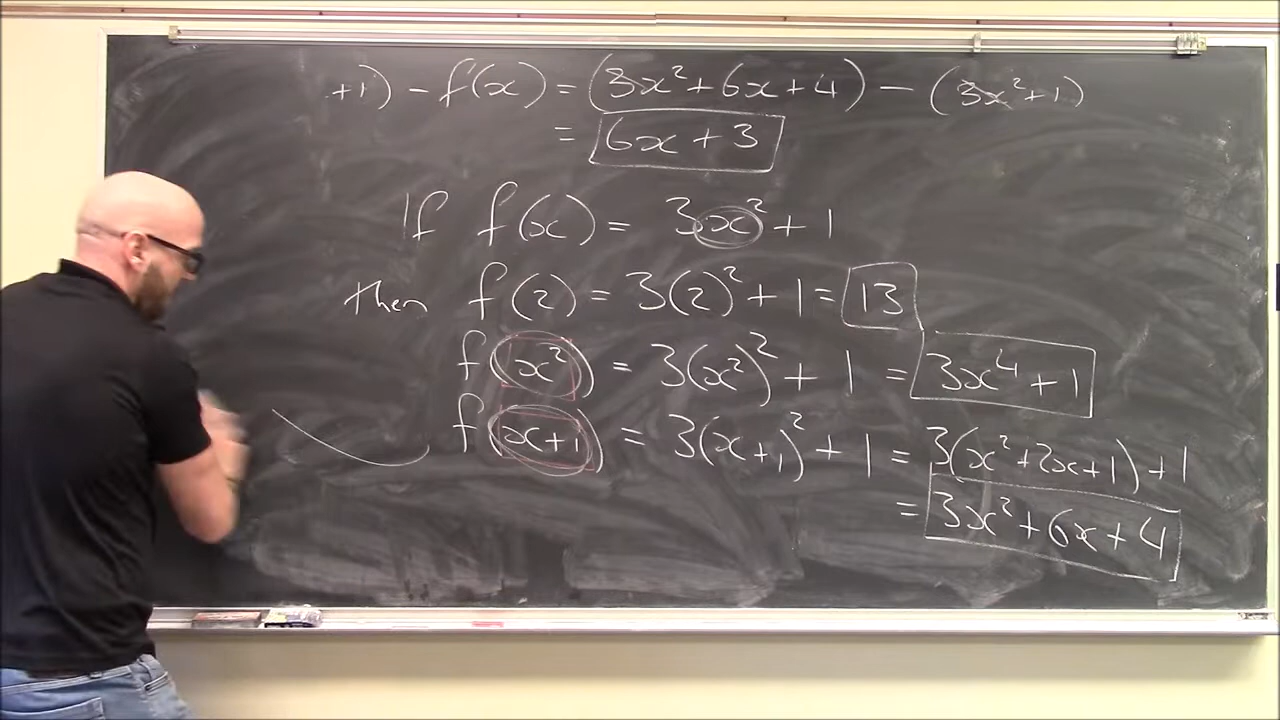 +1) - f(x) = (3x²+6x+4) - (3x²+1)
= 6x + 3
If f(x) = 3x² + 1
then f(2) = 3(2)² + 1 = 13
f(x²) = 3(x²)² + 1 = 3x⁴ + 1
f(x+1) = 3(x+1)² + 1 = 3(x²+2x+1)+1
= 3x²+6x+4